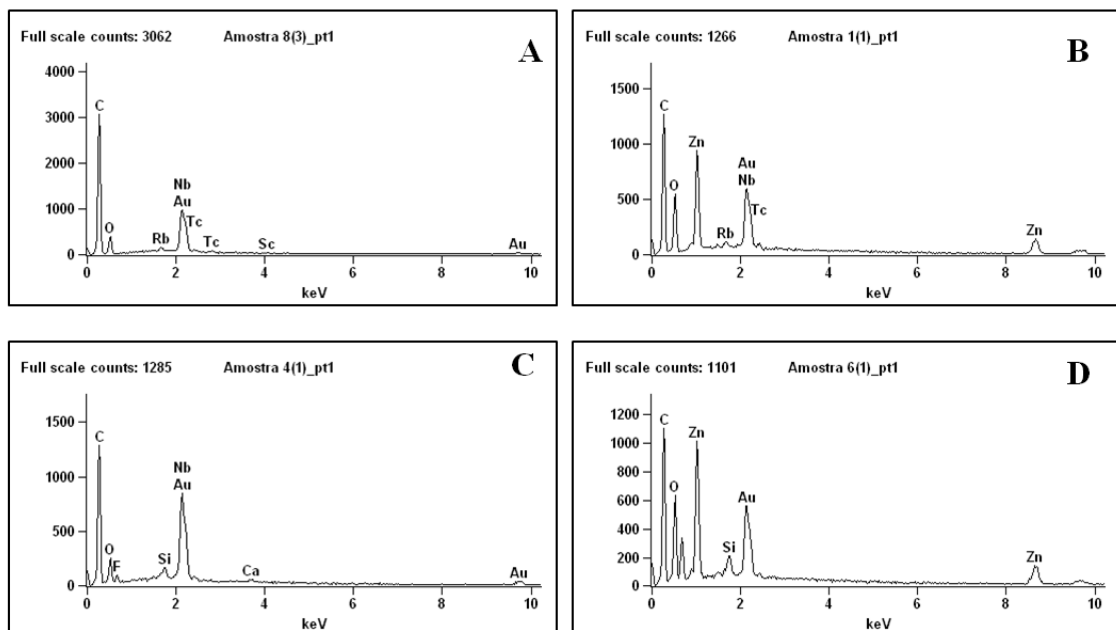 Full scale counts: 3062 Amostra 8(3)_pt1 A
4000
3000
2000
1000
0
C
O
Rb
Nb
Au
Tc
Tc
Sc
Au
0 2 4 6 8 10
keV
Full scale counts: 1266 Amostra 1(1)_pt1 B
1500
1000
500
0
C
O
Zn
Rb
Au
Nb
Tc
Zn
0 2 4 6 8 10
keV
Full scale counts: 1285 Amostra 4(1)_pt1 C
1500
1000
500
0
C
O
F
Si
Nb
Au
Ca
Au
0 2 4 6 8 10
keV
Full scale counts: 1101 Amostra 6(1)_pt1 D
1200
1000
800
600
400
200
0
C
O
Zn
Si
Au
Zn
0 2 4 6 8 10
keV